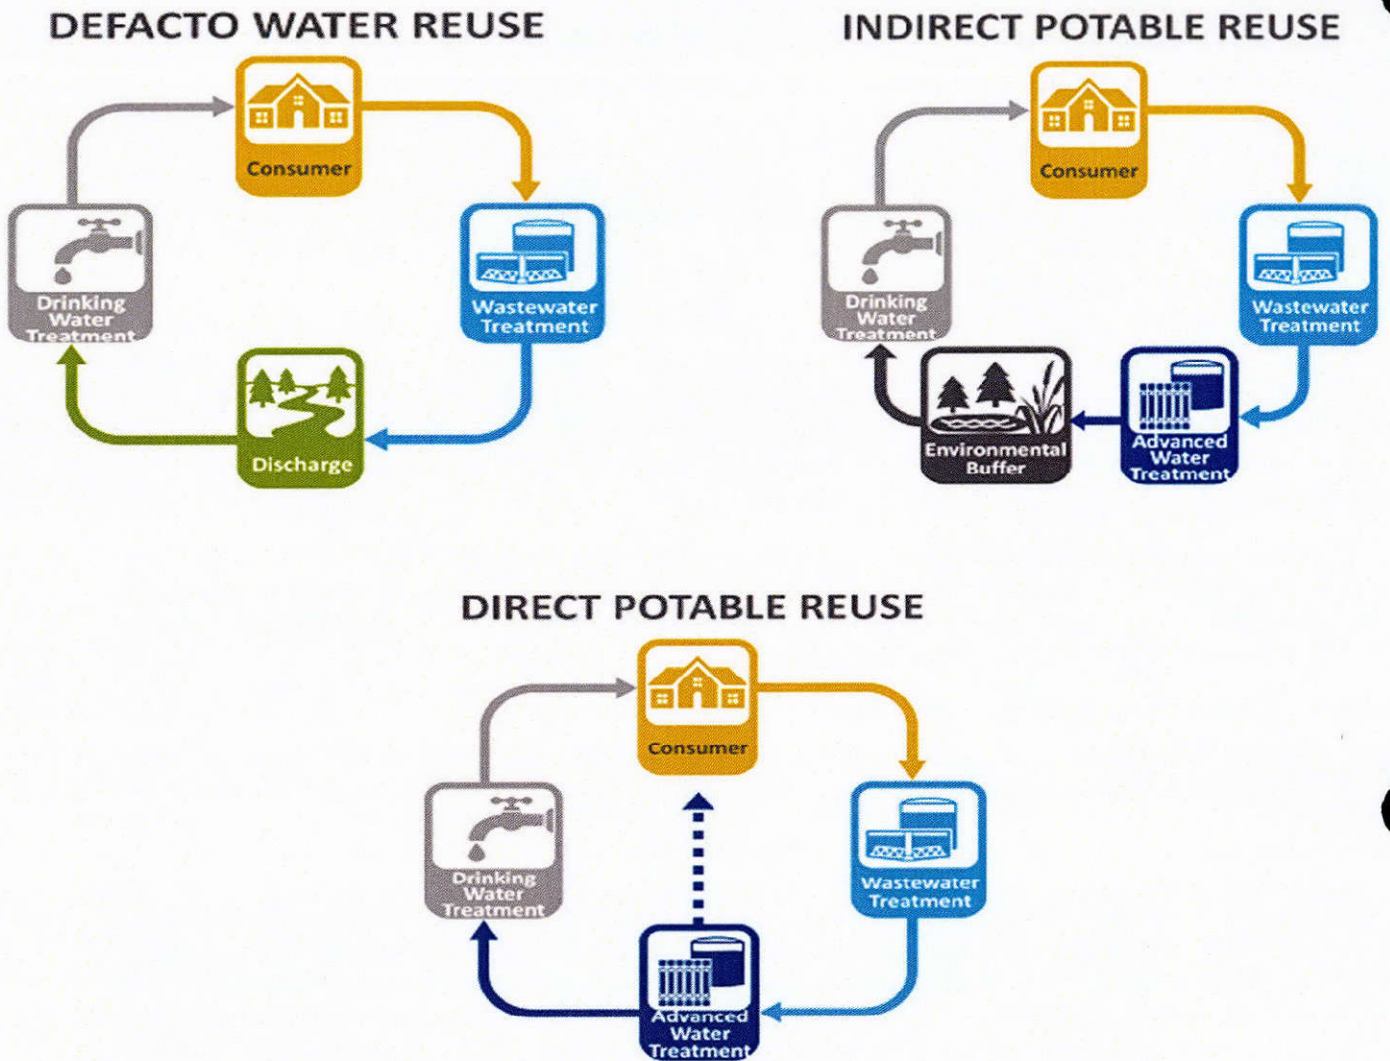 DEFACTO WATER REUSE
Consumer
Wastewater
Treatment
Discharge
Drinking
Water
Treatment
INDIRECT POTABLE REUSE
Consumer
Wastewater
Treatment
Advanced
Water
Treatment
Environmental
Buffer
Drinking
Water
Treatment
DIRECT POTABLE REUSE
Consumer
Wastewater
Treatment
Advanced
Water
Treatment
Drinking
Water
Treatment